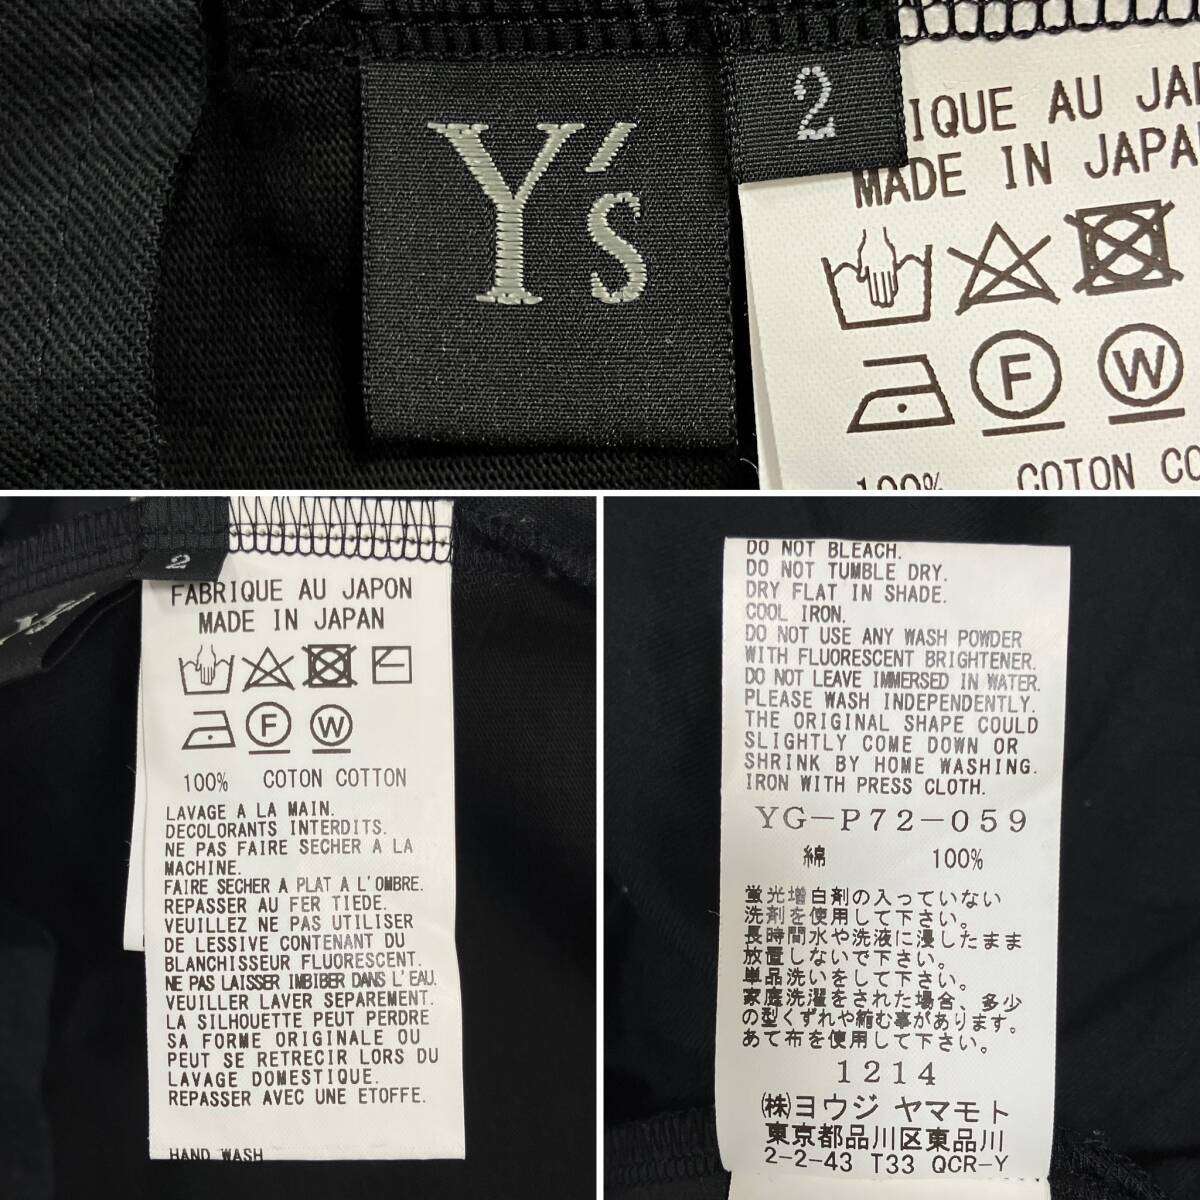 Y's
2
IQUE AU JAP
MADE IN JAPA
F
W
100% COTON CO
2
FABRIQUE AU JAPON
MADE IN JAPAN
F
W
100% COTON COTTON
LAVAGE A LA MAIN.
DECOLORANTS INTERDITS.
NE PAS FAIRE SECHER A LA
MACHINE.
FAIRE SECHER A PLAT A L'OMBRE.
REPASSER AU FER TIEDE.
VEUILLEZ NE PAS UTILISER
DE LESSIVE CONTENANT DU
BLANCHISSEUR FLUORESCENT.
NE PAS LAISSER IMBIBER DANS L'EAU.
VEUILLER LAVER SEPAREMENT.
LA SILHOUETTE PEUT PERDRE
SA FORME ORIGINALE OU
PEUT SE RETRECIR LORS DU
LAVAGE DOMESTIQUE.
REPASSER AVEC UNE ETOFFE.
HAND WASH
DO NOT BLEACH.
DO NOT TUMBLE DRY.
DRY FLAT IN SHADE.
COOL IRON.
DO NOT USE ANY WASH POWDER
WITH FLUORESCENT BRIGHTENER.
DO NOT LEAVE IMMERSED IN WATER.
PLEASE WASH INDEPENDENTLY.
THE ORIGINAL SHAPE COULD
SLIGHTLY COME DOWN OR
SHRINK BY HOME WASHING.
IRON WITH PRESS CLOTH.
YG-P72-059
綿 100%
蛍光増白剤の入っていない
洗剤を使用して下さい。
長時間水や洗液に浸したまま
放置しないで下さい。
単品洗いをして下さい。
家庭洗濯をされた場合、多少
の型くずれや縮む事があります。
あて布を使用して下さい。
1214
㈱ヨウジ ヤマモト
東京都品川区東品川
2-2-43 T33 QCR-Y